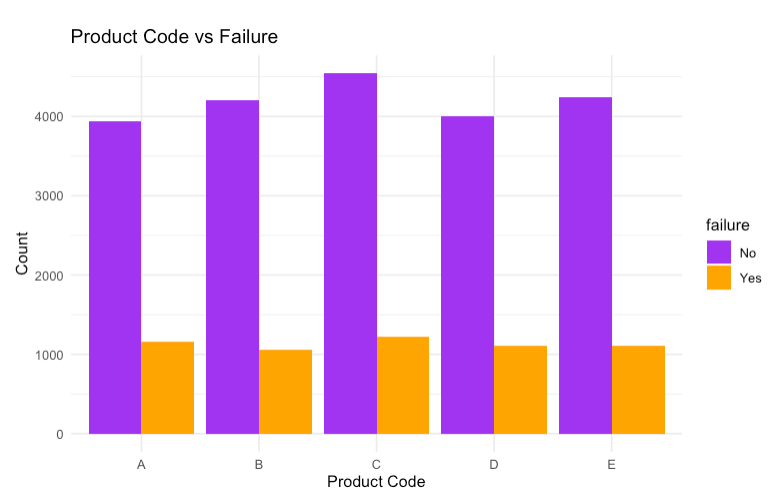 Product Code vs Failure
Count
4000
3000
2000
1000
0
A B C D E
Product Code
failure
No
Yes